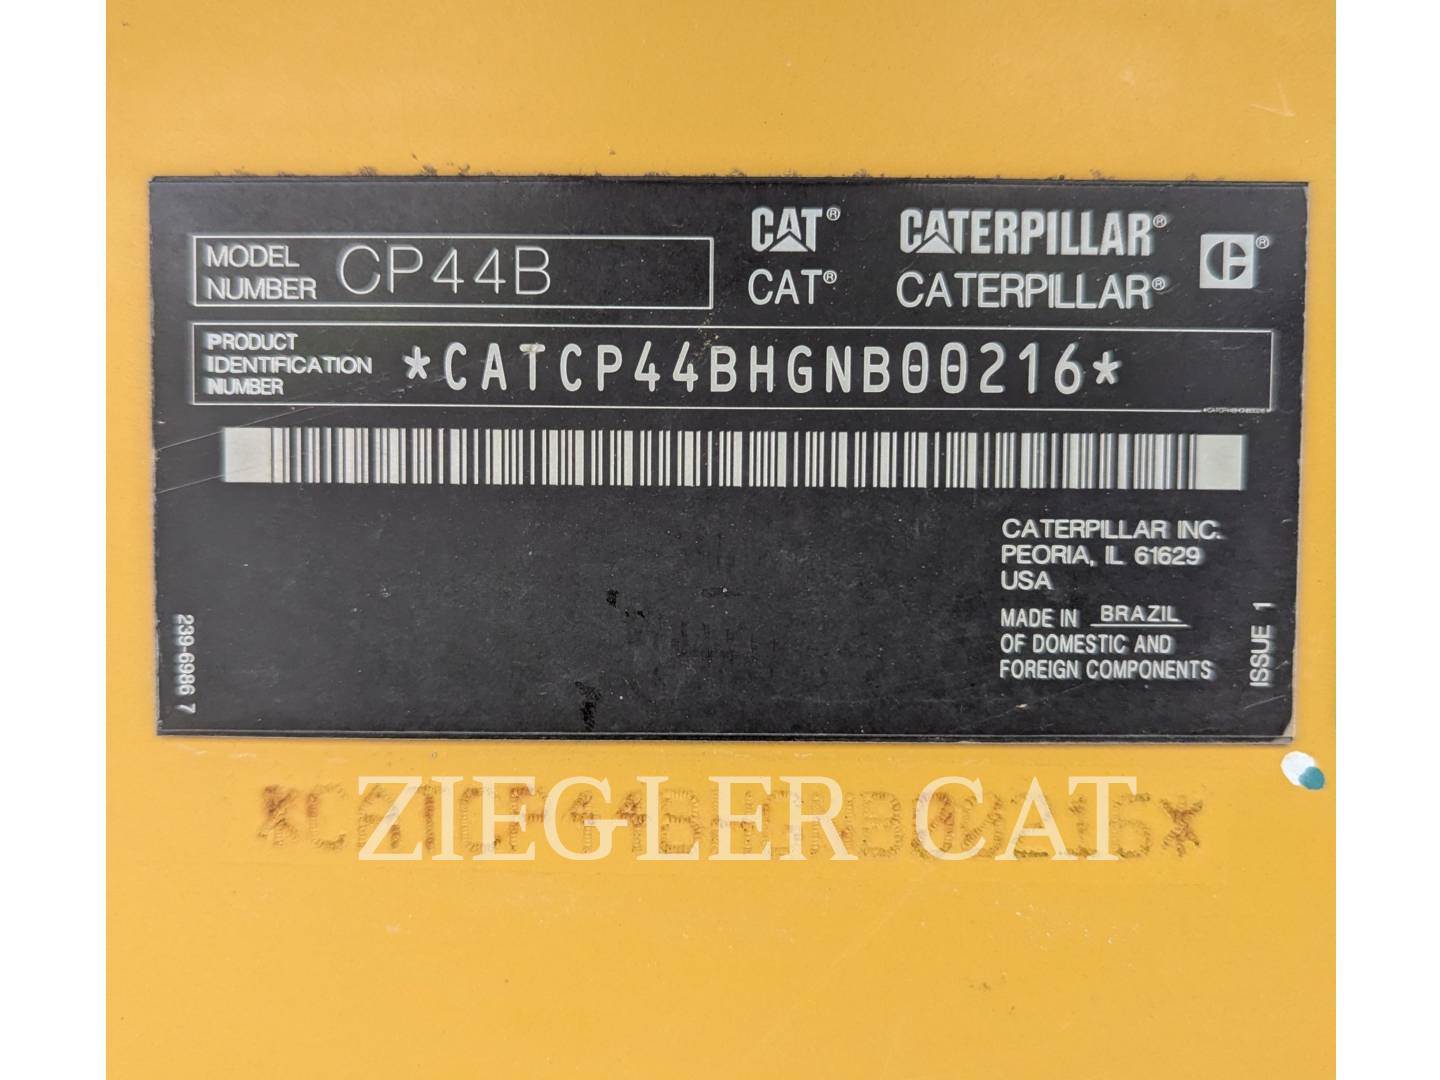 MODEL NUMBER CP44B
CAT® CATERPILLAR®
CAT® CATERPILLAR®
PRODUCT IDENTIFICATION NUMBER *CATCP44BHGNB00216*
CATERPILLAR INC.
PEORIA, IL 61629
USA
MADE IN BRAZIL
OF DOMESTIC AND
FOREIGN COMPONENTS
ISSUE 1
239-6986 7
*CATCP44BHGNB00216*
ZIEGLER CAT